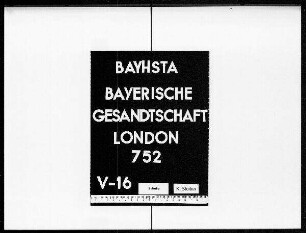 BAYHSTA
BAYERISCHE
GESANDTSCHAFT
LONDON
752
V-16